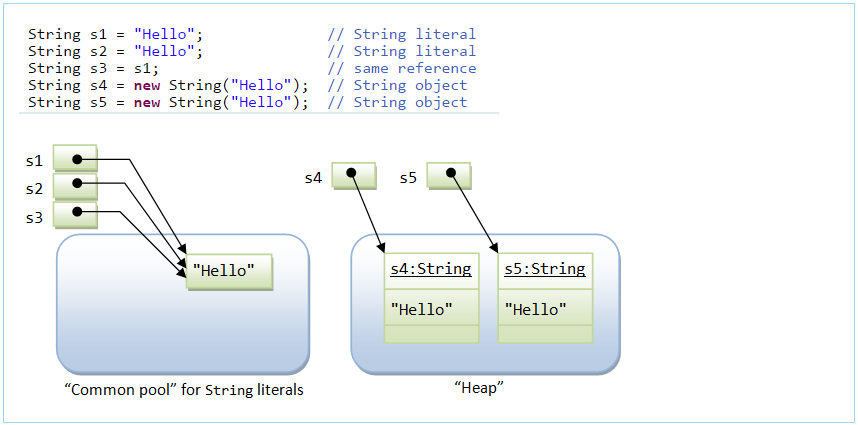 String s1 = "Hello"; // String literal
String s2 = "Hello"; // String literal
String s3 = s1; // same reference
String s4 = new String("Hello"); // String object
String s5 = new String("Hello"); // String object
s1
s2
s3
s4
s5
"Hello"
s4:String
s5:String
"Hello"
"Hello"
“Common pool” for String literals
“Heap”